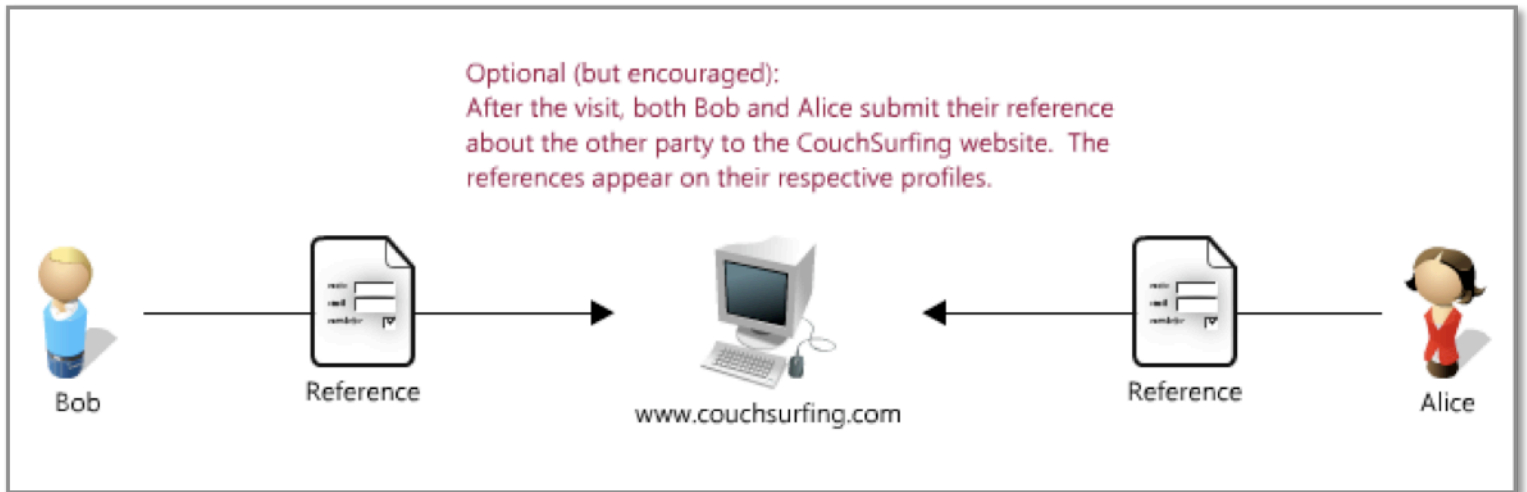 Optional (but encouraged):
After the visit, both Bob and Alice submit their reference
about the other party to the CouchSurfing website.  The
references appear on their respective profiles.
Bob
Reference
www.couchsurfing.com
Reference
Alice